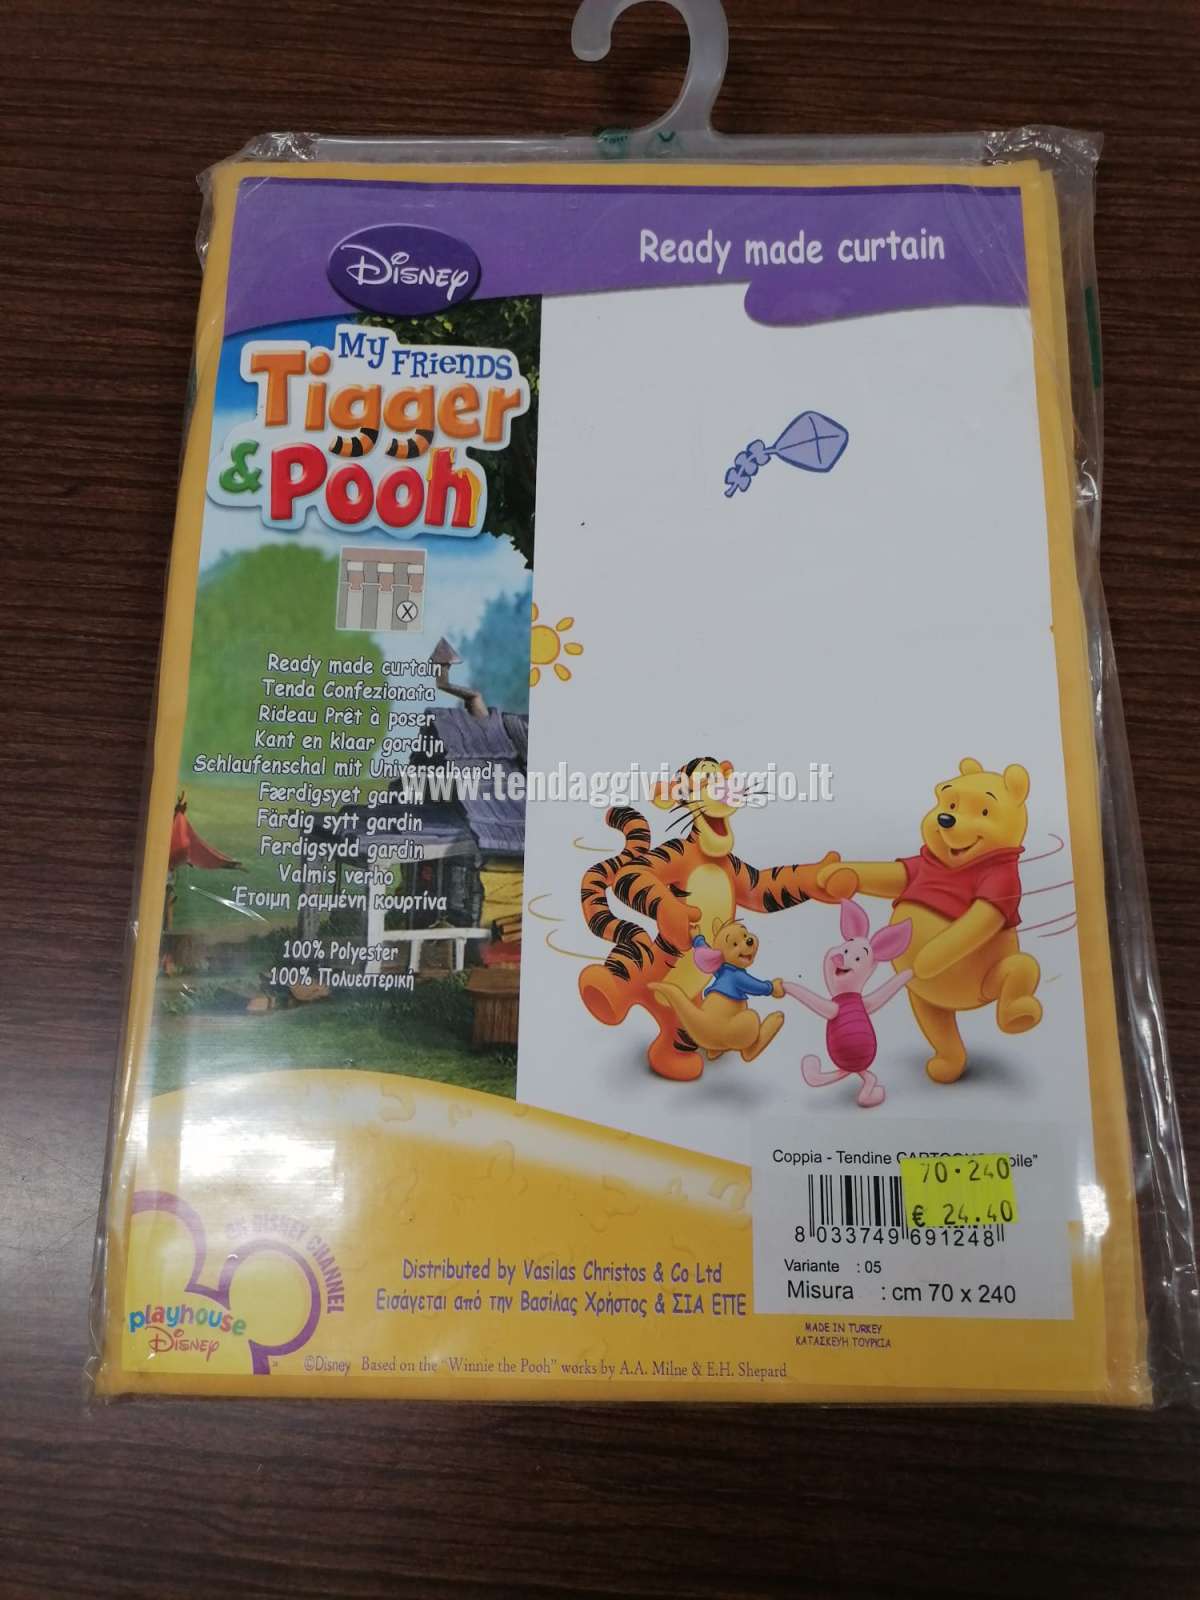 Disney
Ready made curtain
My Friends
Tigger
& Pooh
X
Ready made curtain
Tenda Confezionata
Rideau Prêt à poser
Kant en klaar gordijn
Schlaufenschal mit Universalband
www.tendaggiviareggio.it
Færdigsyet gardin
Färdig sytt gardin
Ferdigsydd gardin
Valmis verho
Έτοιμη ραμμένη κουρτίνα
100% Polyester
100% Πολυεστερική
Coppia - Tendine
70·240
€ 24.40
8 033749 691248
Variante : 05
Misura : cm 70 x 240
MADE IN TURKEY
ΚΑΤΑΣΚΕΥΗ ΤΟΥΡΚΙΑ
Distributed by Vasilas Christos & Co Ltd
Εισάγεται από την Βασίλας Χρήστος & ΣΙΑ ΕΠΕ
DISNEY CHANNEL
playhouse
Disney
©Disney Based on the "Winnie the Pooh" works by A.A. Milne & E.H. Shepard